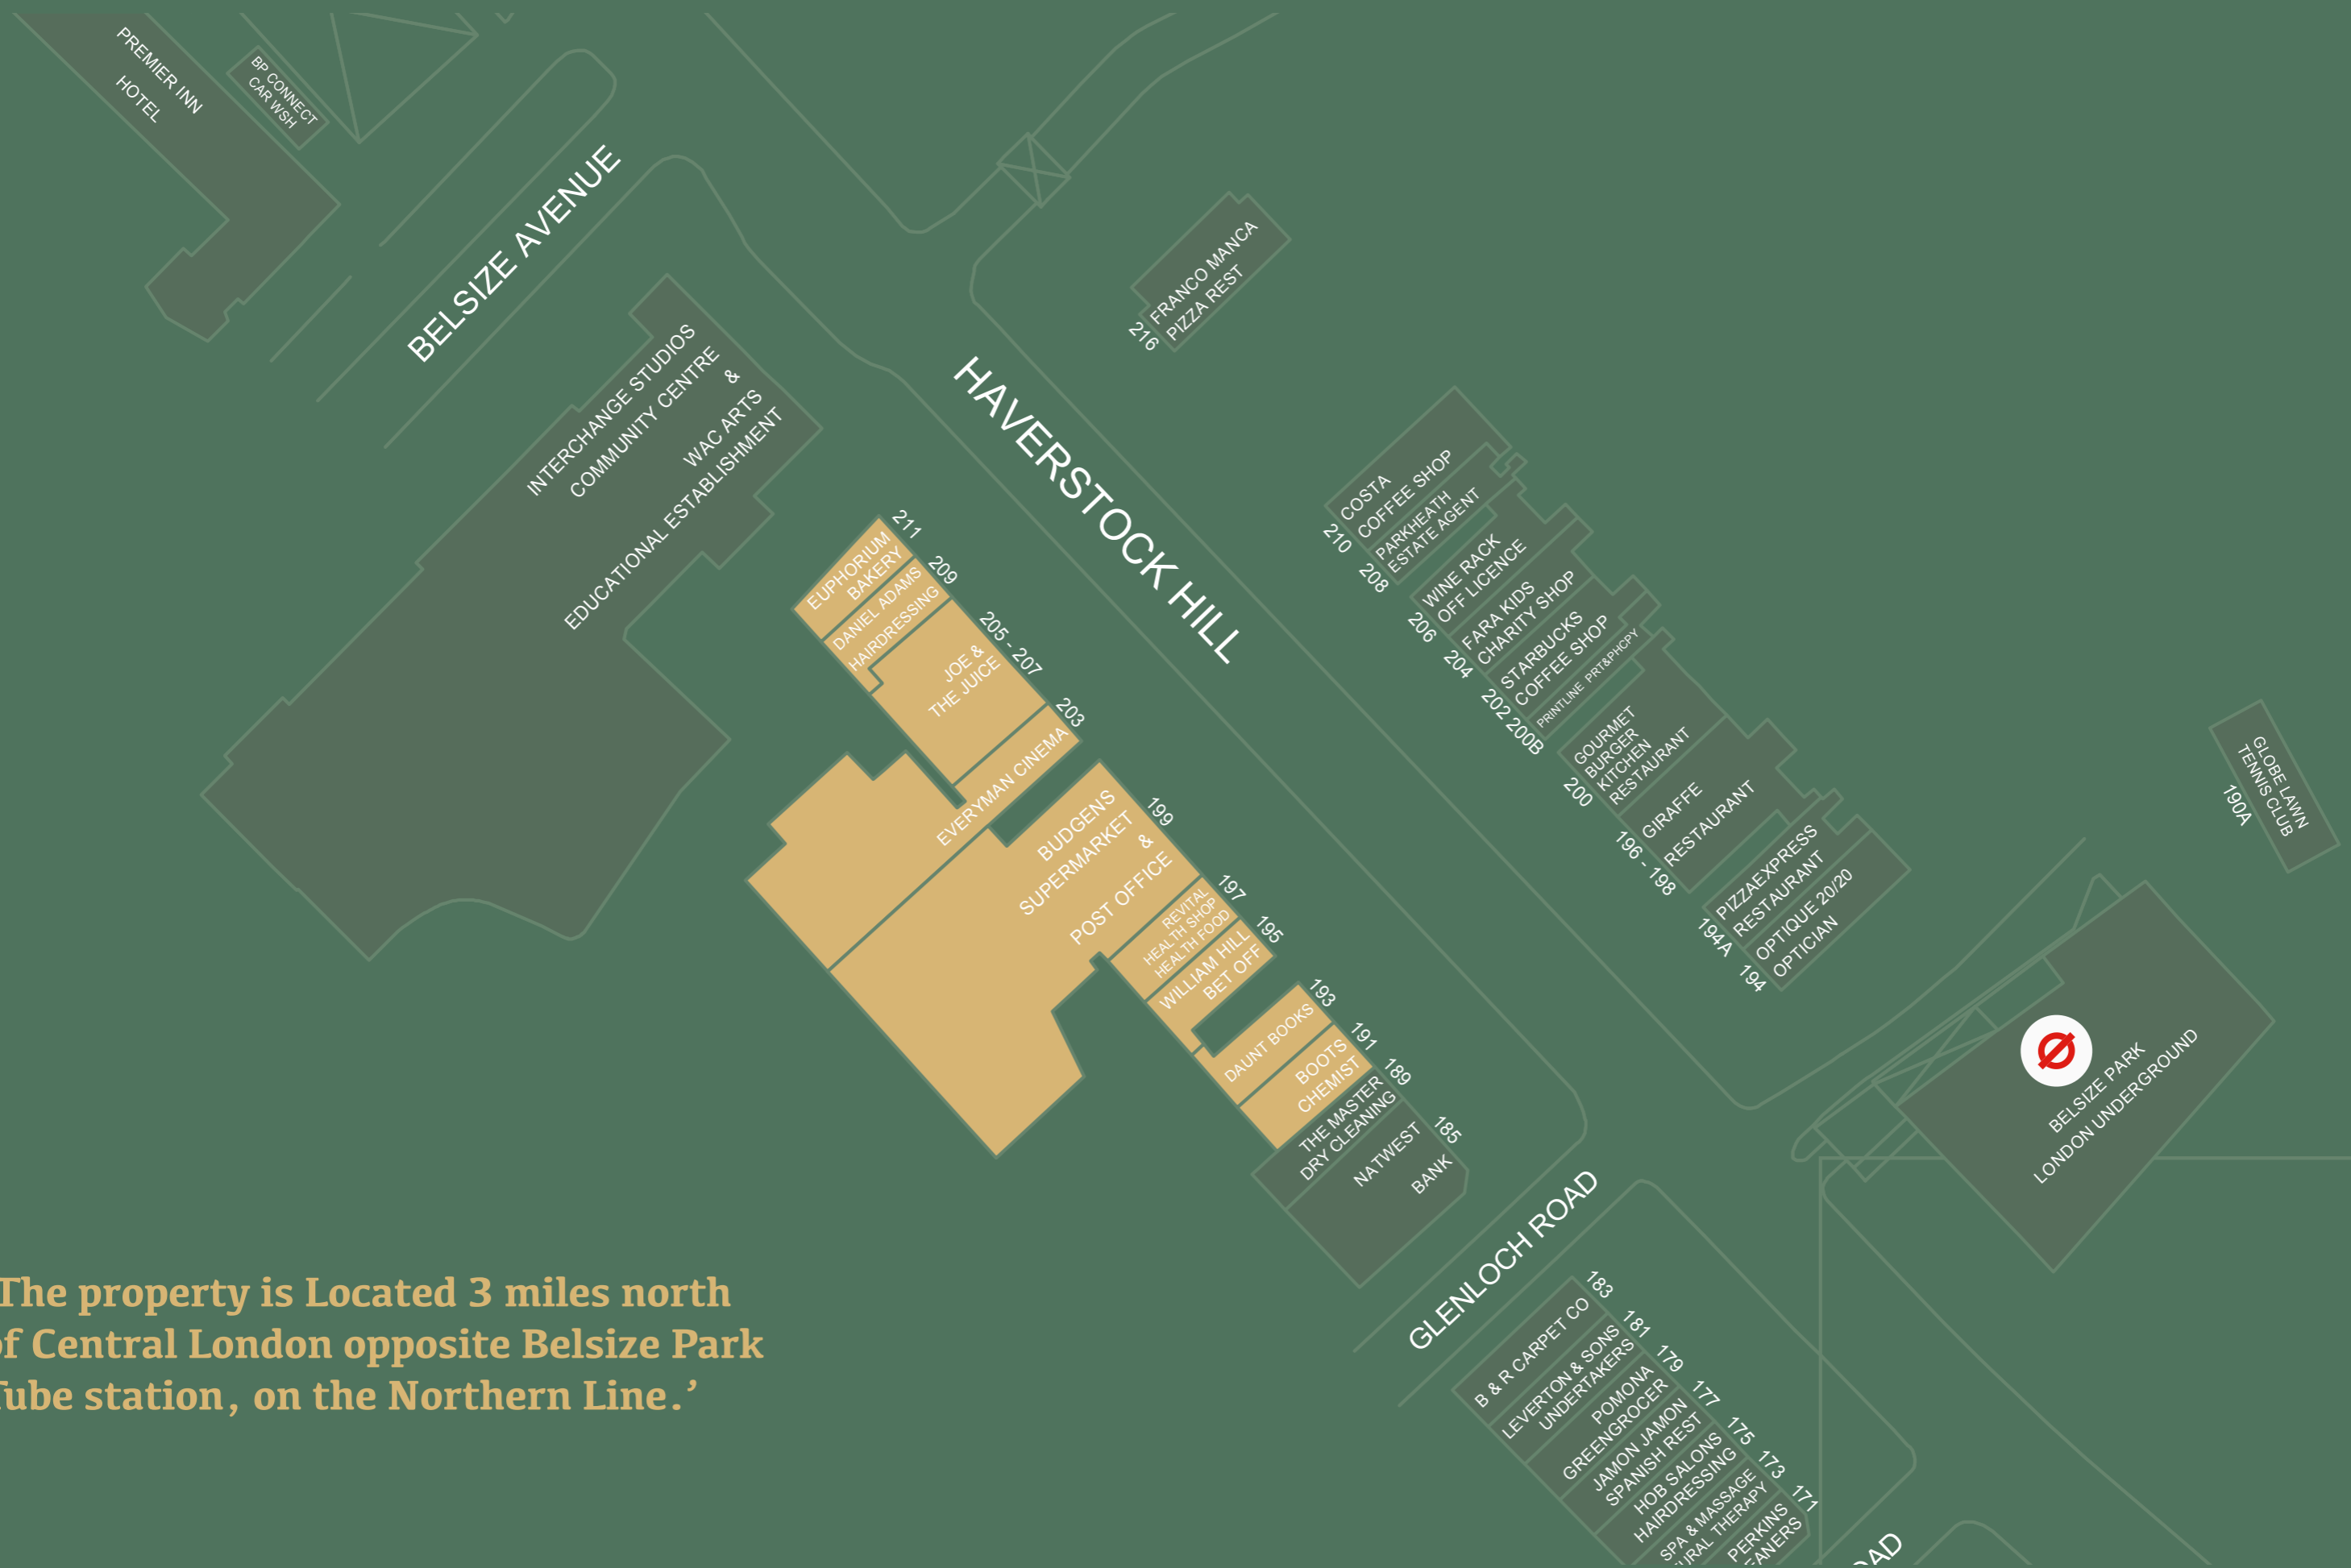 PREMIER INN
HOTEL
BP CONNECT
CAR WSH
BELSIZE AVENUE
INTERCHANGE STUDIOS
COMMUNITY CENTRE
&
WAC ARTS
EDUCATIONAL ESTABLISHMENT
HAVERSTOCK HILL
FRANCO MANCA
PIZZA REST
216
COSTA
COFFEE SHOP
210
PARKHEATH
ESTATE AGENT
208
WINE RACK
OFF LICENCE
206
FARA KIDS
CHARITY SHOP
204
STARBUCKS
COFFEE SHOP
202
PRINTLINE PRT&PHCPY
200B
GOURMET
BURGER
KITCHEN
RESTAURANT
200
GIRAFFE
RESTAURANT
196 - 198
PIZZAEXPRESS
RESTAURANT
194A
OPTIQUE 20/20
OPTICIAN
194
GLOBE LAWN
TENNIS CLUB
190A
BELSIZE PARK
LONDON UNDERGROUND
211
EUPHORIUM
BAKERY
209
DANIEL ADAMS
HAIRDRESSING
205 - 207
JOE &
THE JUICE
203
EVERYMAN CINEMA
199
BUDGENS
SUPERMARKET
&
POST OFFICE
197
REVITAL
HEALTH SHOP
HEALTH FOOD
195
WILLIAM HILL
BET OFF
193
DAUNT BOOKS
191
BOOTS
CHEMIST
189
THE MASTER
DRY CLEANING
185
NATWEST
BANK
GLENLOCH ROAD
183
B & R CARPET CO
181
LEVERTON & SONS
UNDERTAKERS
179
POMONA
GREENGROCER
177
JAMON JAMON
SPANISH REST
175
HOB SALONS
HAIRDRESSING
173
SPA & MASSAGE
THERAPY
171
PERKINS
The property is Located 3 miles north
of Central London opposite Belsize Park
Tube station, on the Northern Line.’